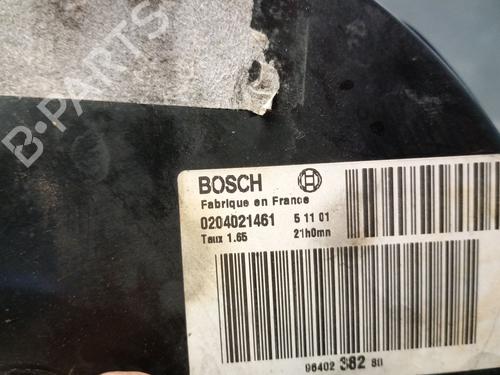 B-PARTS
BOSCH
Fabrique en France
0204021461 5 11 01
Taux 1.65 21h0mn
96402 382 80